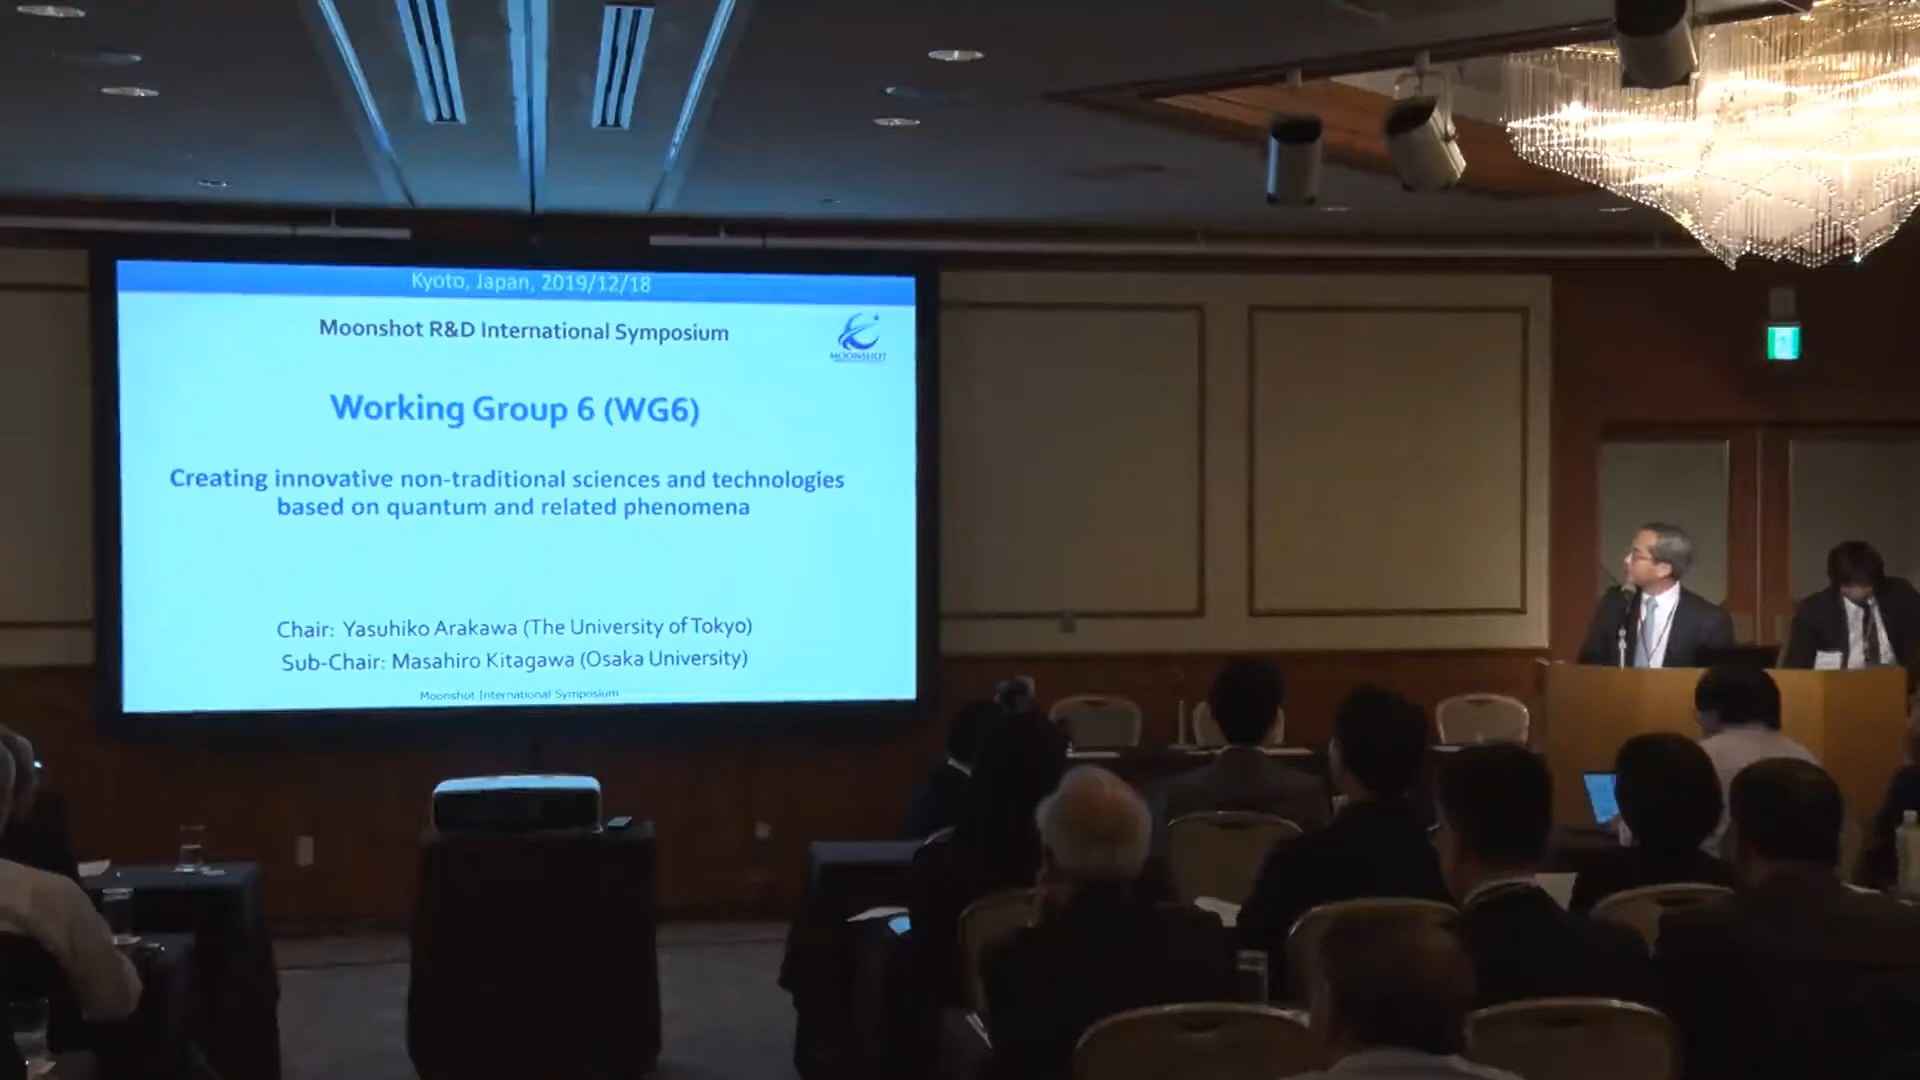 Kyoto, Japan, 2019/12/18
Moonshot R&D International Symposium
MOONSHOT
Working Group 6 (WG6)
Creating innovative non-traditional sciences and technologies
based on quantum and related phenomena
Chair: Yasuhiko Arakawa (The University of Tokyo)
Sub-Chair: Masahiro Kitagawa (Osaka University)
Moonshot International Symposium